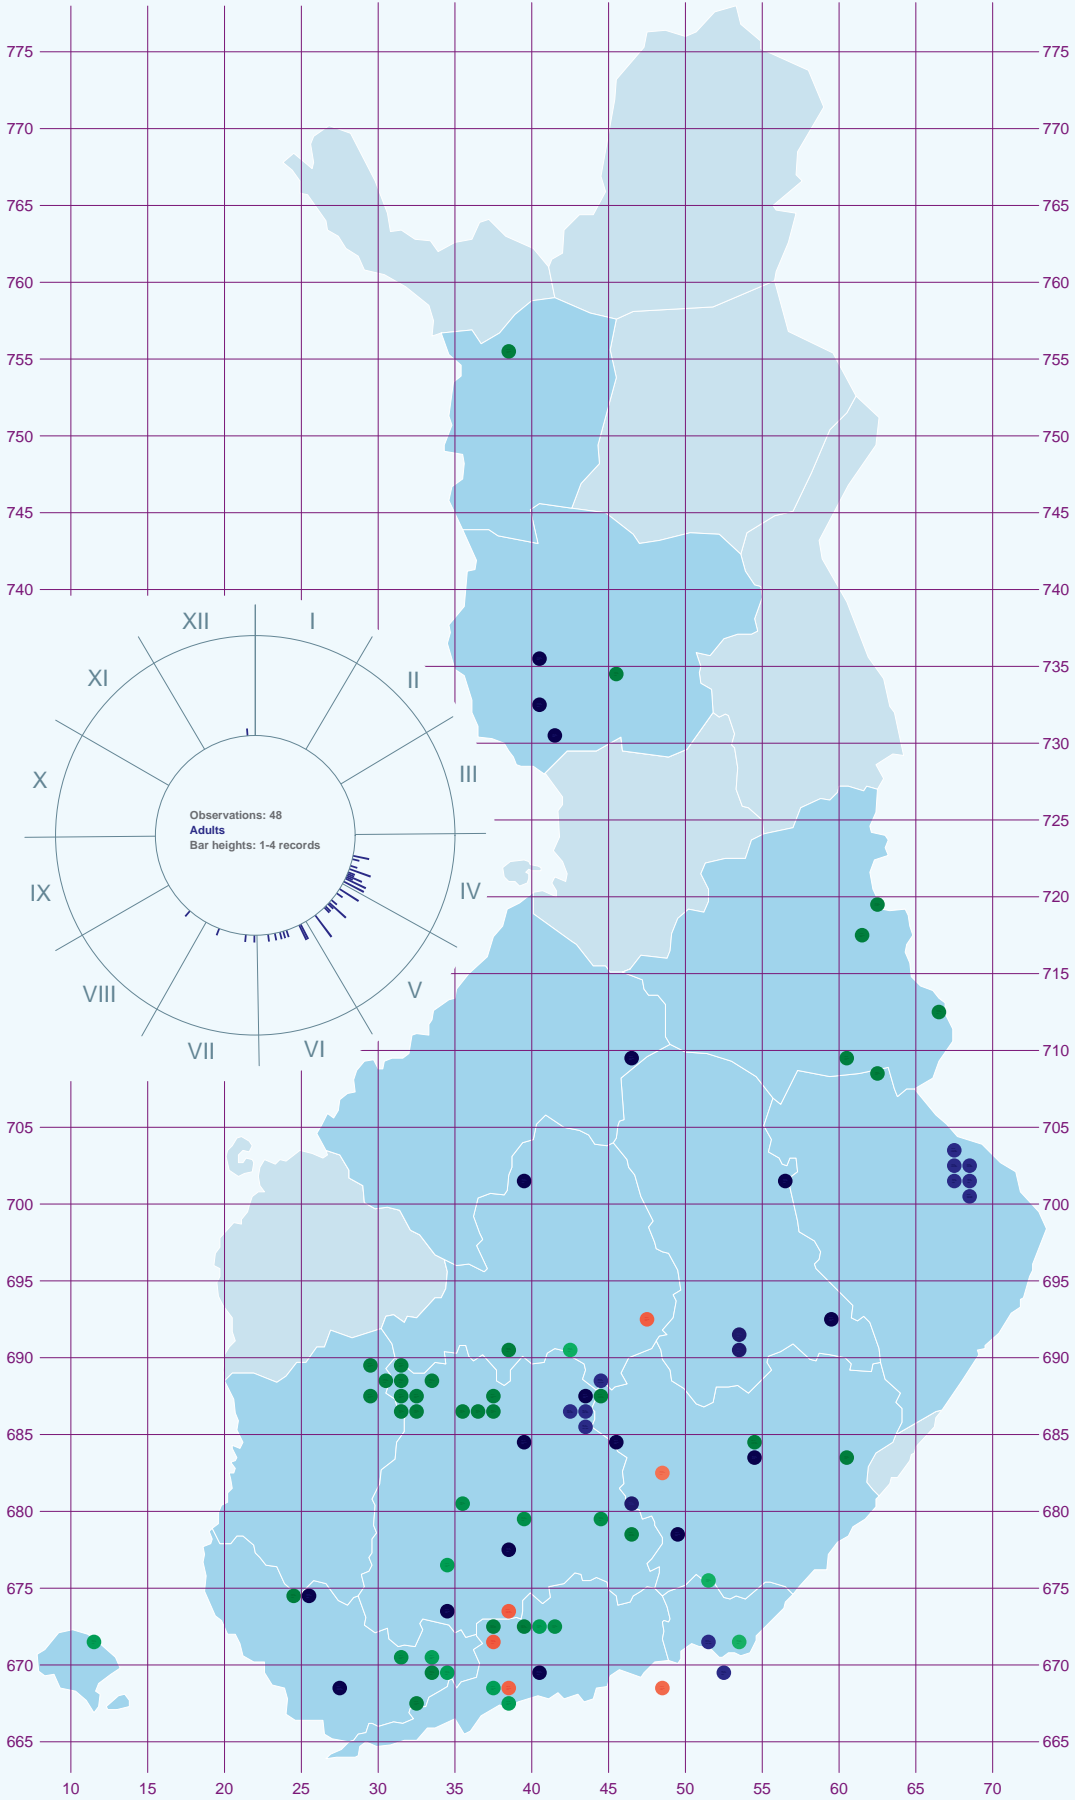 775 775
770 770
765 765
760 760
755 755
750 750
745 745
740 740
XII I
XI II
735
X III
730
Observations: 48
Adults
Bar heights: 1-4 records
725
IX IV
720
VIII V
715
VII VI
710
705 705
700 700
695 695
690 690
685 685
680 680
675 675
670 670
665 665
10 15 20 25 30 35 40 45 50 55 60 65 70